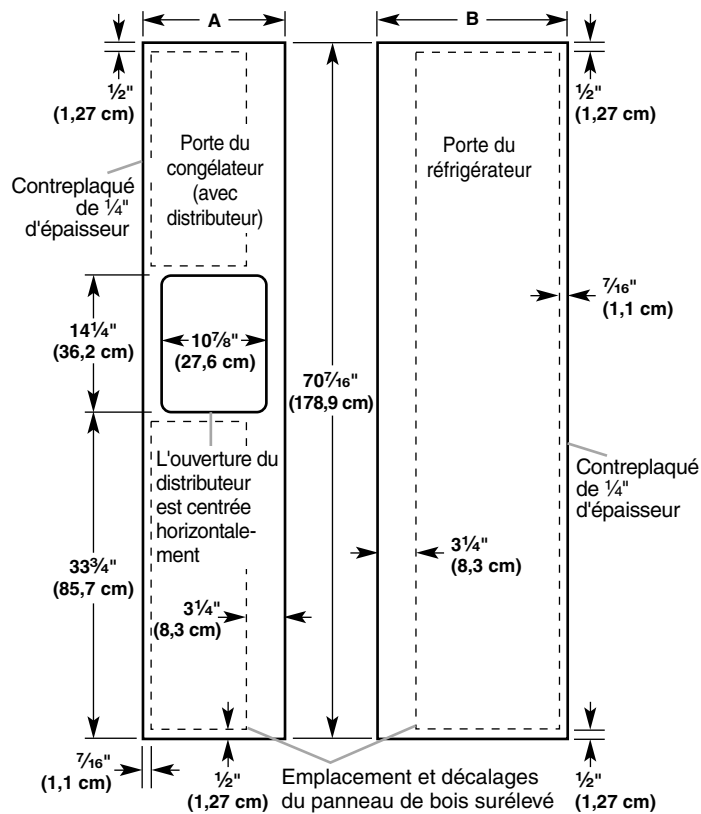 A
B
½"
(1,27 cm)
½"
(1,27 cm)
Porte du
congélateur
(avec
distributeur)
Porte du
réfrigérateur
Contreplaqué
de ¼"
d'épaisseur
7/16"
(1,1 cm)
14¼"
(36,2 cm)
10⅞"
(27,6 cm)
707/16"
(178,9 cm)
L'ouverture du
distributeur
est centrée
horizontale-
ment
Contreplaqué
de ¼"
d'épaisseur
33¾"
(85,7 cm)
3¼"
(8,3 cm)
3¼"
(8,3 cm)
7/16"
(1,1 cm)
½"
(1,27 cm)
Emplacement et décalages
du panneau de bois surélevé
½"
(1,27 cm)